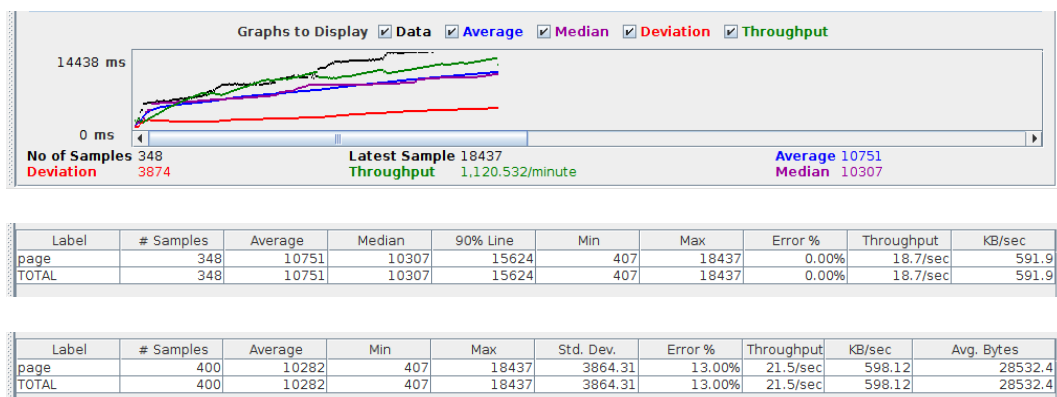 Graphs to Display Data Average Median Deviation Throughput
14438 ms
0 ms
No of Samples 348 Latest Sample 18437 Average 10751
Deviation 3874 Throughput 1,120.532/minute Median 10307
Label # Samples Average Median 90% Line Min Max Error % Throughput KB/sec
page 348 10751 10307 15624 407 18437 0.00% 18.7/sec 591.9
TOTAL 348 10751 10307 15624 407 18437 0.00% 18.7/sec 591.9
Label # Samples Average Min Max Std. Dev. Error % Throughput KB/sec Avg. Bytes
page 400 10282 407 18437 3864.31 13.00% 21.5/sec 598.12 28532.4
TOTAL 400 10282 407 18437 3864.31 13.00% 21.5/sec 598.12 28532.4